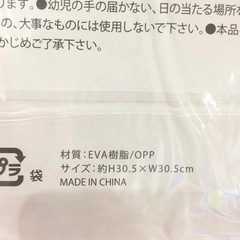 ります。●幼児の手の届かない、日の当たる場所を
の、大事なものには使用しないで下さい。●本品
かじめご了承下さい。
プラ
袋
材質：EVA樹脂/OPP
サイズ：約H30.5×W30.5cm
MADE IN CHINA